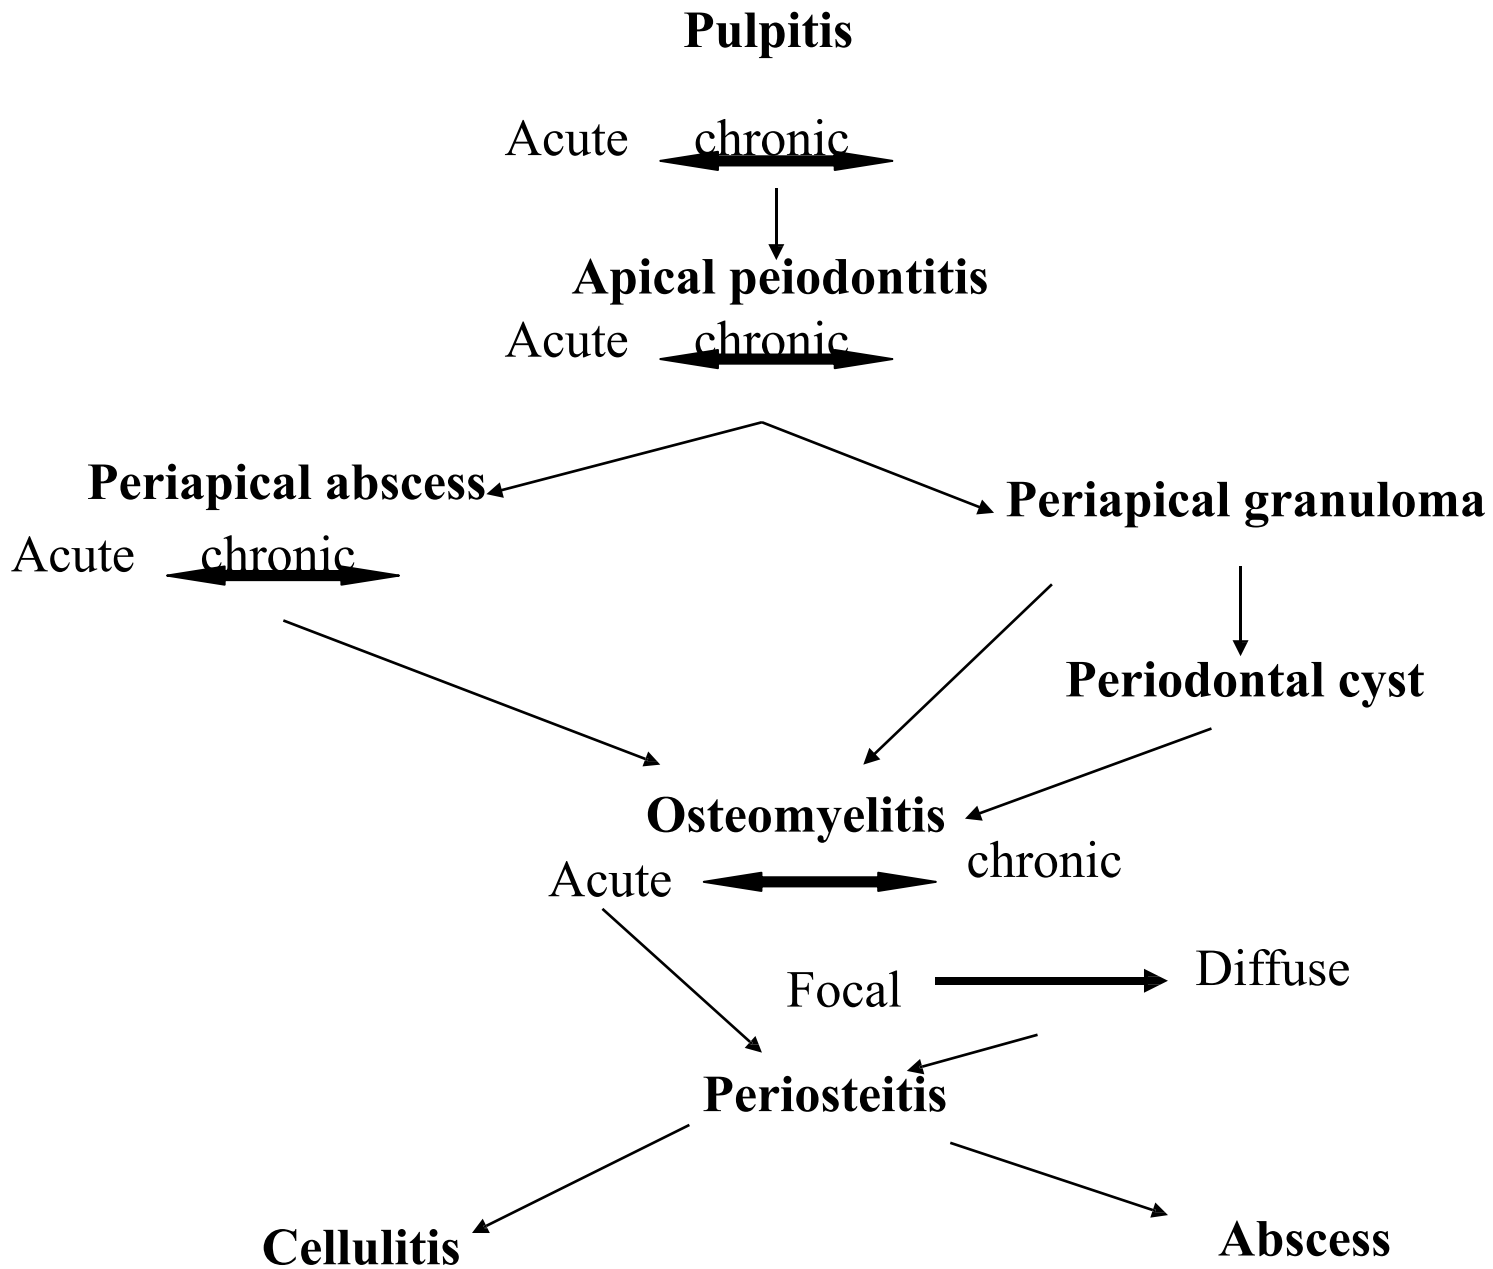 Pulpitis
Acute chronic
Apical peiodontitis
Acute chronic
Periapical abscess
Periapical granuloma
Acute chronic
Periodontal cyst
Osteomyelitis
Acute chronic
Focal Diffuse
Periosteitis
Cellulitis
Abscess